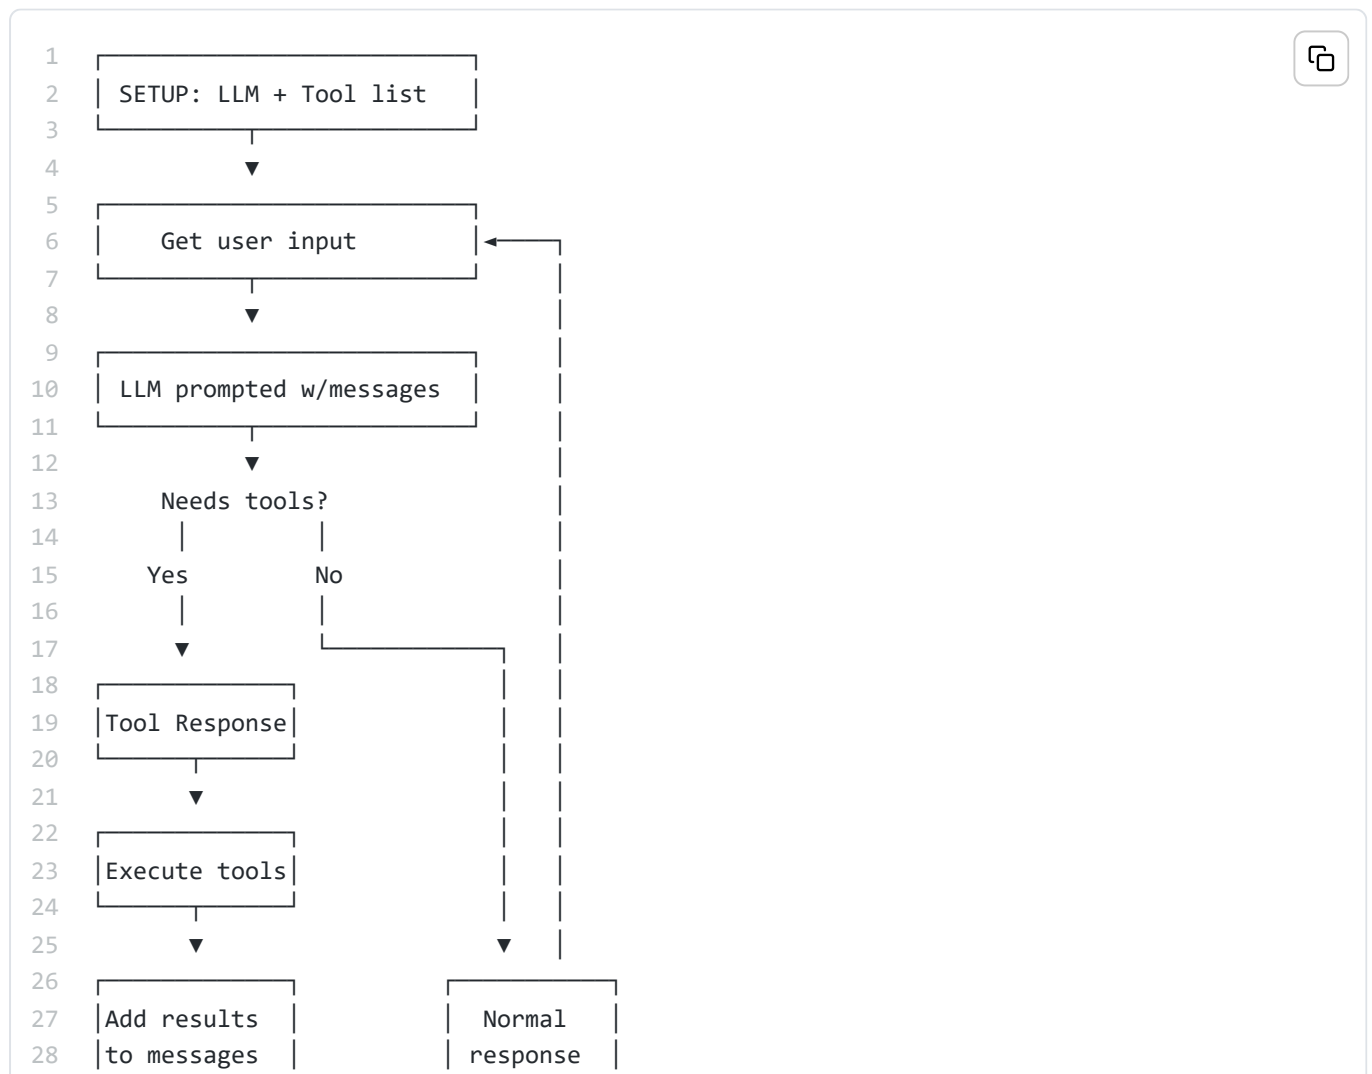 1
2 SETUP: LLM + Tool list
3
4
5
6 Get user input
7
8
9
10 LLM prompted w/messages
11
12
13 Needs tools?
14
15 Yes No
16
17
18
19 Tool Response
20
21
22
23 Execute tools
24
25
26
27 Add results Normal
28 to messages response